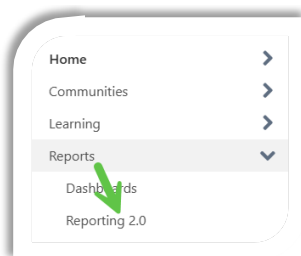 Home
Communities
Learning
Reports
Dashboards
Reporting 2.0